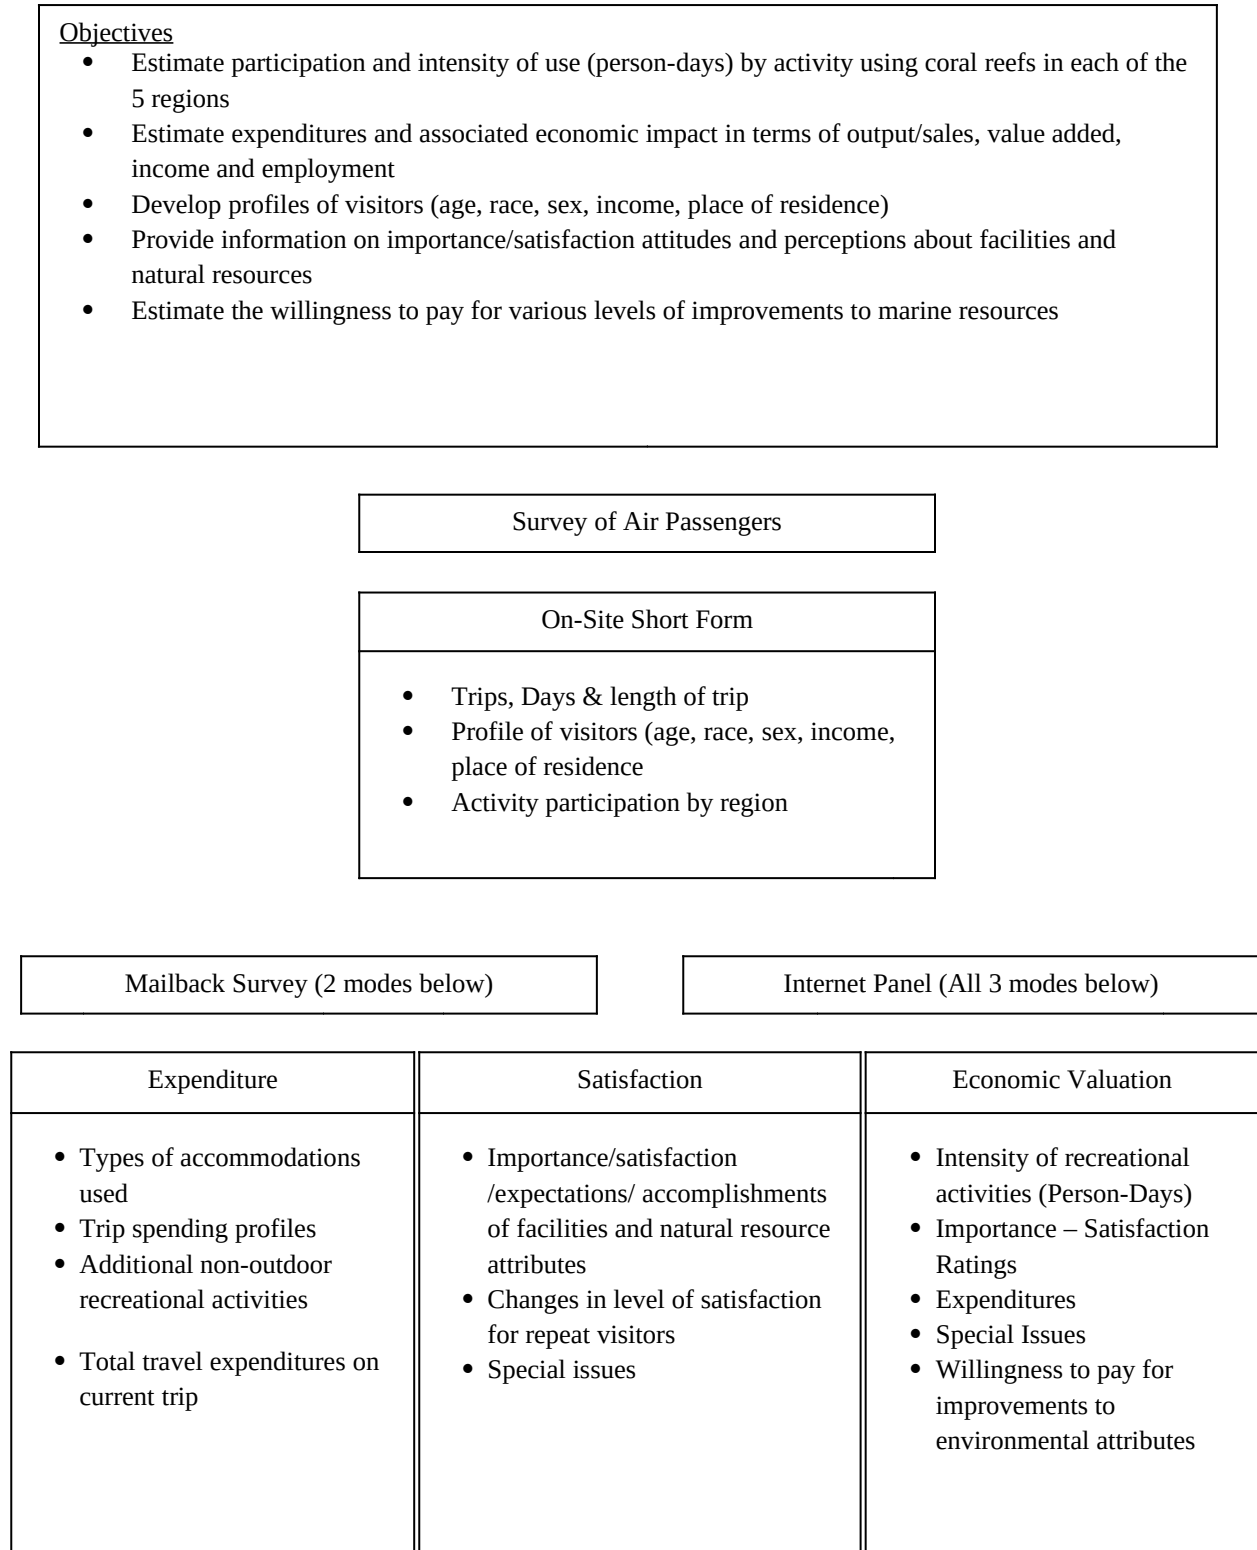 Objectives
• Estimate participation and intensity of use (person-days) by activity using coral reefs in each of the
5 regions
• Estimate expenditures and associated economic impact in terms of output/sales, value added,
income and employment
• Develop profiles of visitors (age, race, sex, income, place of residence)
• Provide information on importance/satisfaction attitudes and perceptions about facilities and
natural resources
• Estimate the willingness to pay for various levels of improvements to marine resources
Survey of Air Passengers
On-Site Short Form
• Trips, Days & length of trip
• Profile of visitors (age, race, sex, income,
place of residence
• Activity participation by region
Mailback Survey (2 modes below)
Internet Panel (All 3 modes below)
Expenditure
• Types of accommodations
used
• Trip spending profiles
• Additional non-outdoor
recreational activities
• Total travel expenditures on
current trip
Satisfaction
• Importance/satisfaction
/expectations/ accomplishments
of facilities and natural resource
attributes
• Changes in level of satisfaction
for repeat visitors
• Special issues
Economic Valuation
• Intensity of recreational
activities (Person-Days)
• Importance – Satisfaction
Ratings
• Expenditures
• Special Issues
• Willingness to pay for
improvements to
environmental attributes